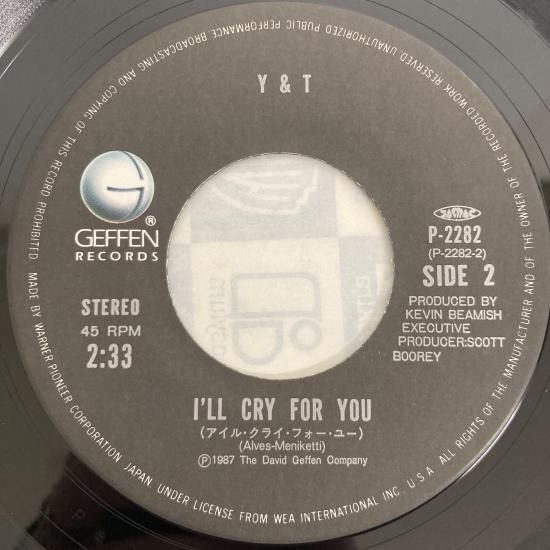 UNAUTHORIZED PUBLIC PERFORMANCE BROADCASTING AND COPYING OF THIS RECORD PROHIBITED. MADE BY WARNER-PIONEER CORPORATION JAPAN. UNDER LICENSE FROM WEA INTERNATIONAL INC. U S A ALL RIGHTS OF THE MANUFACTURER AND OF THE OWNER OF THE RECORDED WORK RESERVED
Y & T
GEFFEN ®
RECORDS
STEREO
45 RPM
2:33
JASRAC
P-2282
(P-2282-2)
SIDE 2
PRODUCED BY
KEVIN BEAMISH
EXECUTIVE
PRODUCER:SCOTT
BOOREY
I'LL CRY FOR YOU
(アイル・クライ・フォー・ユー)
(Alves-Meniketti)
Ⓟ1987 The David Geffen Company